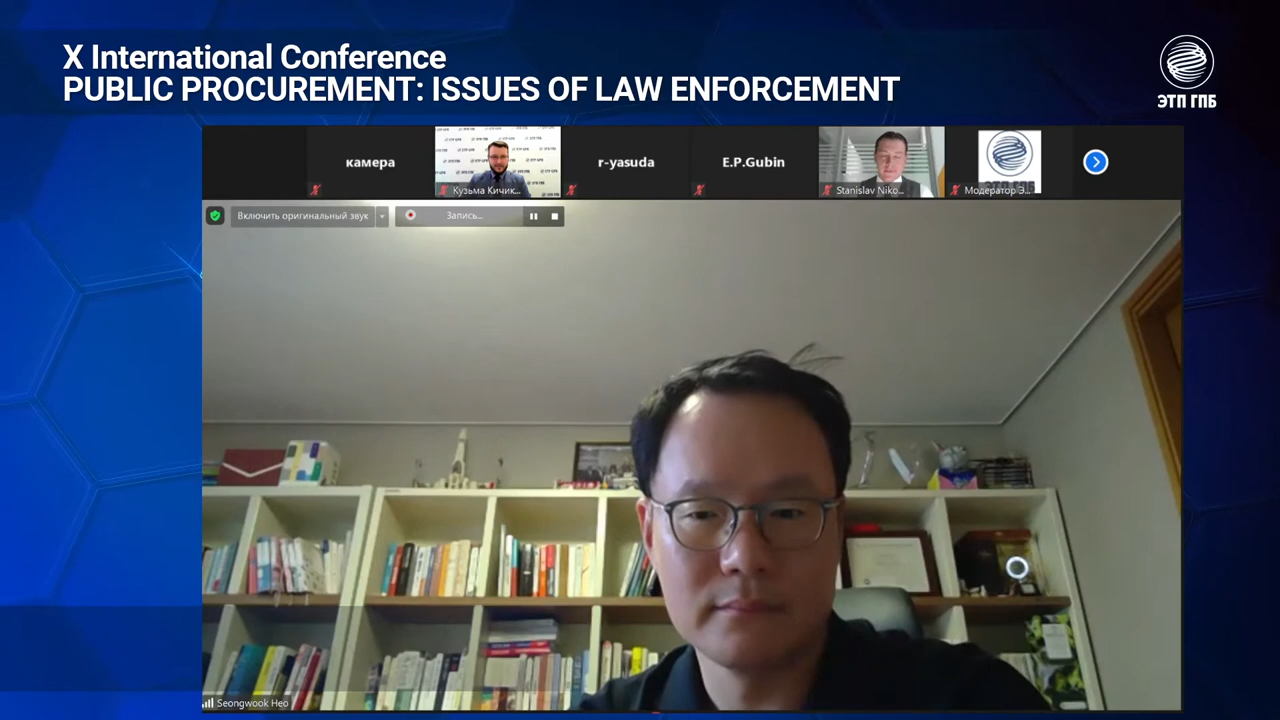 X International Conference
PUBLIC PROCUREMENT: ISSUES OF LAW ENFORCEMENT
ЭТП ГПБ
камера
Кузьма Кичик...
r-yasuda
E.P.Gubin
Stanislav Niko...
Модератор Э...
Включить оригинальный звук
Запись...
Seongwook Heo